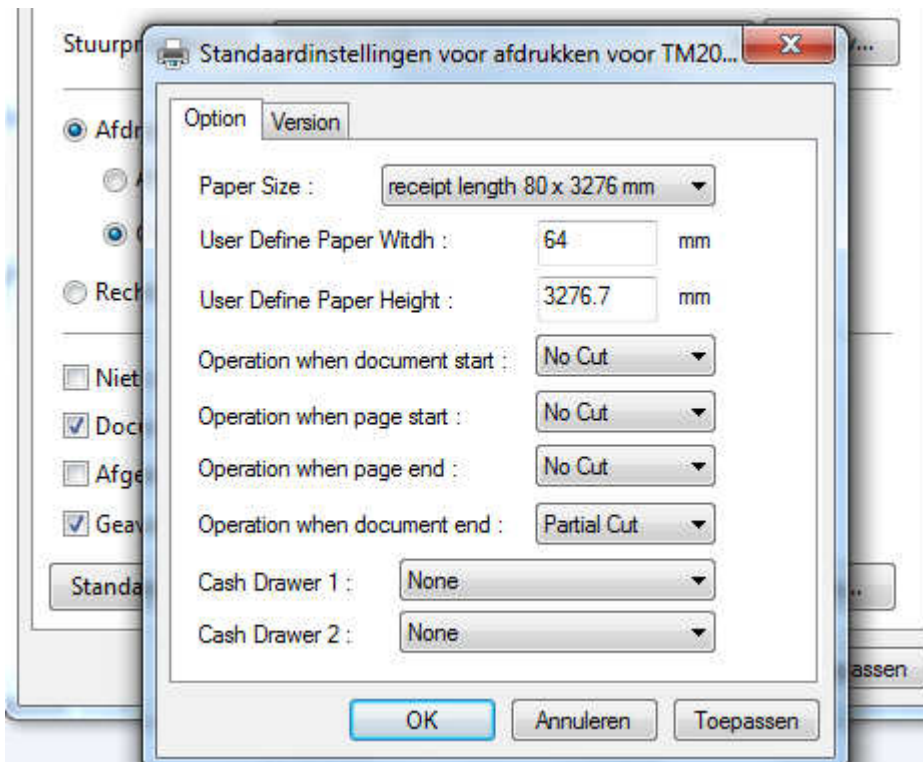 Stuurpr
Standaardinstellingen voor afdrukken voor TM20...
Option Version
Afdr
Paper Size : receipt length 80 x 3276 mm
User Define Paper Witdh : 64 mm
Rech
User Define Paper Height : 3276.7 mm
Operation when document start : No Cut
Niet
Operation when page start : No Cut
Docu
Operation when page end : No Cut
Afge
Operation when document end : Partial Cut
Geav
Cash Drawer 1 : None
Standa
Cash Drawer 2 : None
assen
OK Annuleren Toepassen